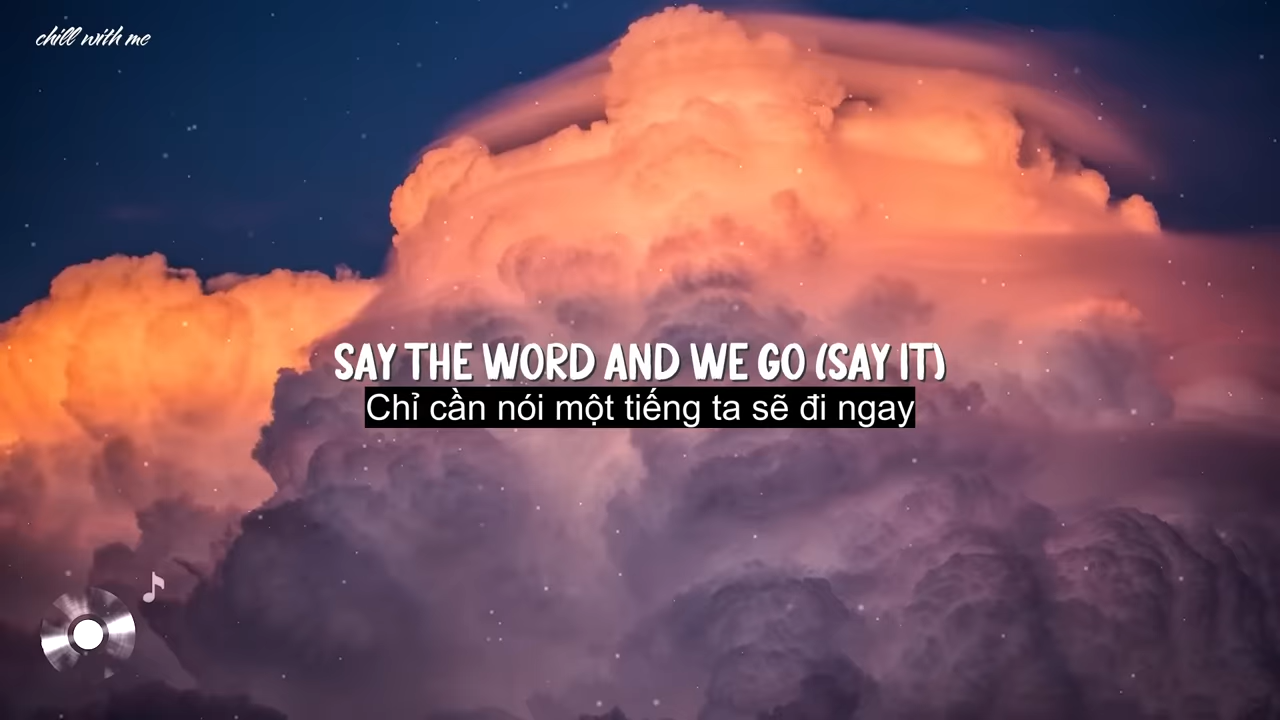 chill with me
SAY THE WORD AND WE GO (SAY IT)
Chỉ cần nói một tiếng ta sẽ đi ngay